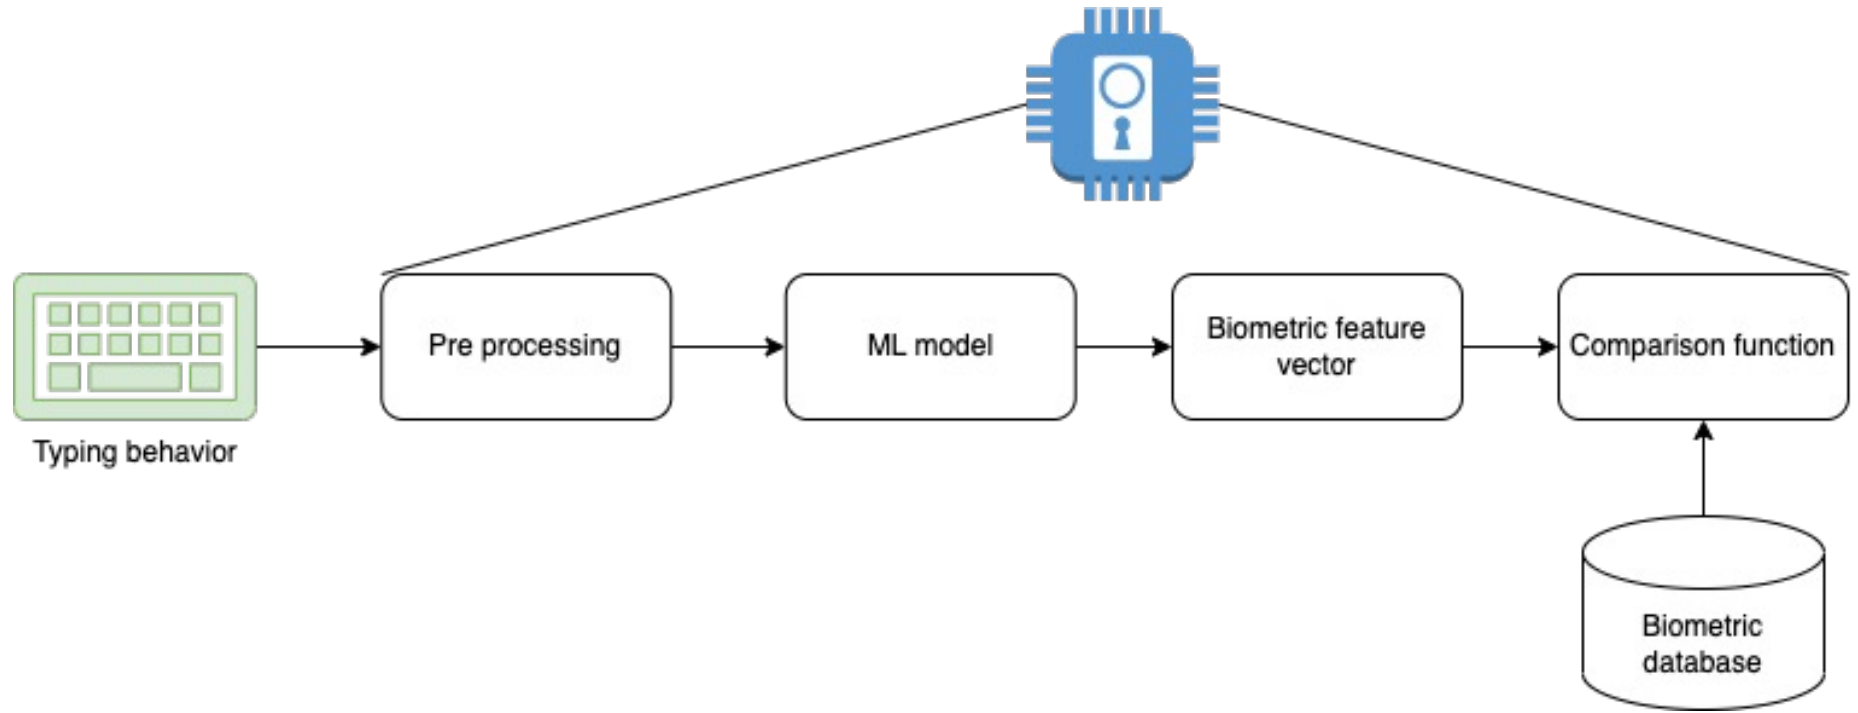 Typing behavior
Pre processing
ML model
Biometric feature
vector
Comparison function
Biometric
database